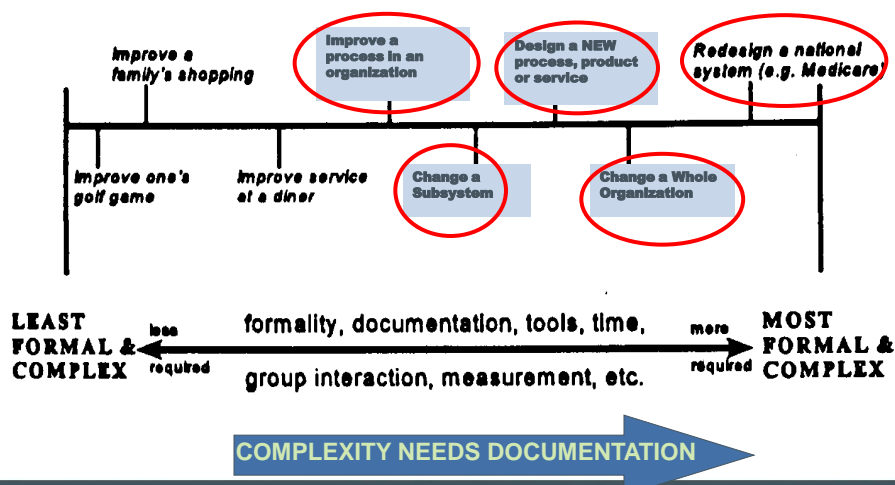 Improve a
family's shopping
Improve a
process in an
organization
Design a NEW
process, product
or service
Redesign a national
system (e.g. Medicare)
Improve one's
golf game
Improve service
at a diner
Change a
Subsystem
Change a Whole
Organization
LEAST
FORMAL &
COMPLEX
less
required
formality, documentation, tools, time,
group interaction, measurement, etc.
more
required
MOST
FORMAL &
COMPLEX
COMPLEXITY NEEDS DOCUMENTATION